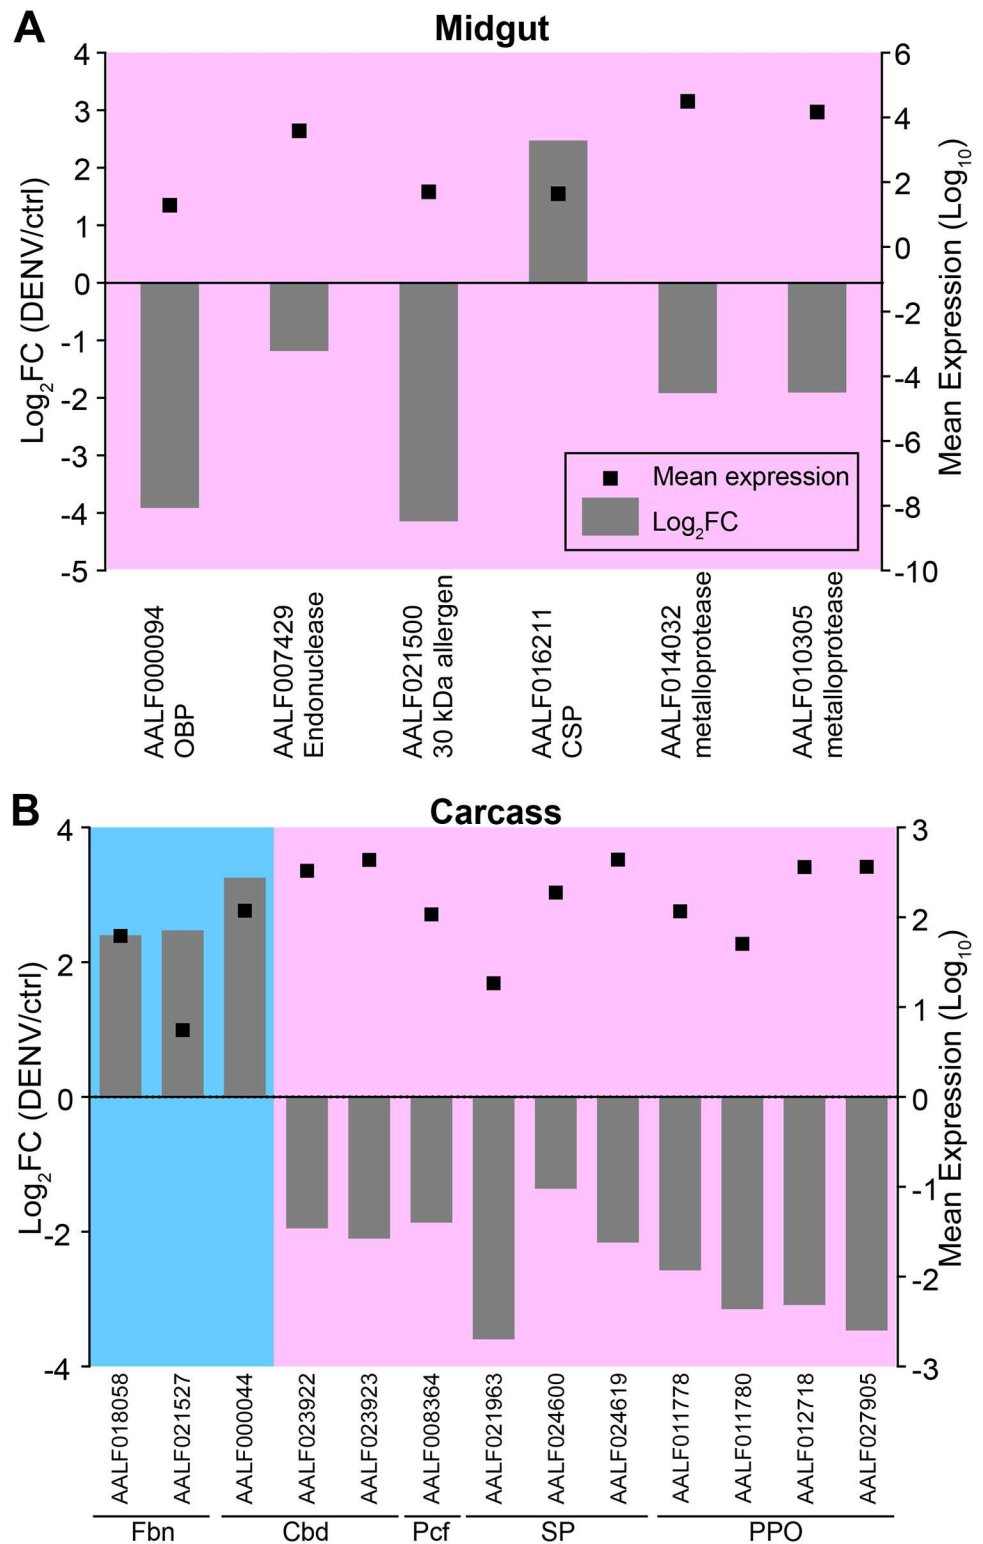 A
Midgut
4
3
2
1
0
-1
-2
-3
-4
-5
Log2FC (DENV/ctrl)
6
4
2
0
-2
-4
-6
-8
-10
Mean Expression (Log10)
Mean expression
Log2FC
AALF000094
OBP
AALF007429
Endonuclease
AALF021500
30 kDa allergen
AALF016211
CSP
AALF014032
metalloprotease
AALF010305
metalloprotease
B
Carcass
4
2
0
-2
-4
Log2FC (DENV/ctrl)
3
2
1
0
-1
-2
-3
Mean Expression (Log10)
AALF018058
AALF021527
AALF000044
AALF023922
AALF023923
AALF008364
AALF021963
AALF024600
AALF024619
AALF011778
AALF011780
AALF012718
AALF027905
Fbn
Cbd
Pcf
SP
PPO